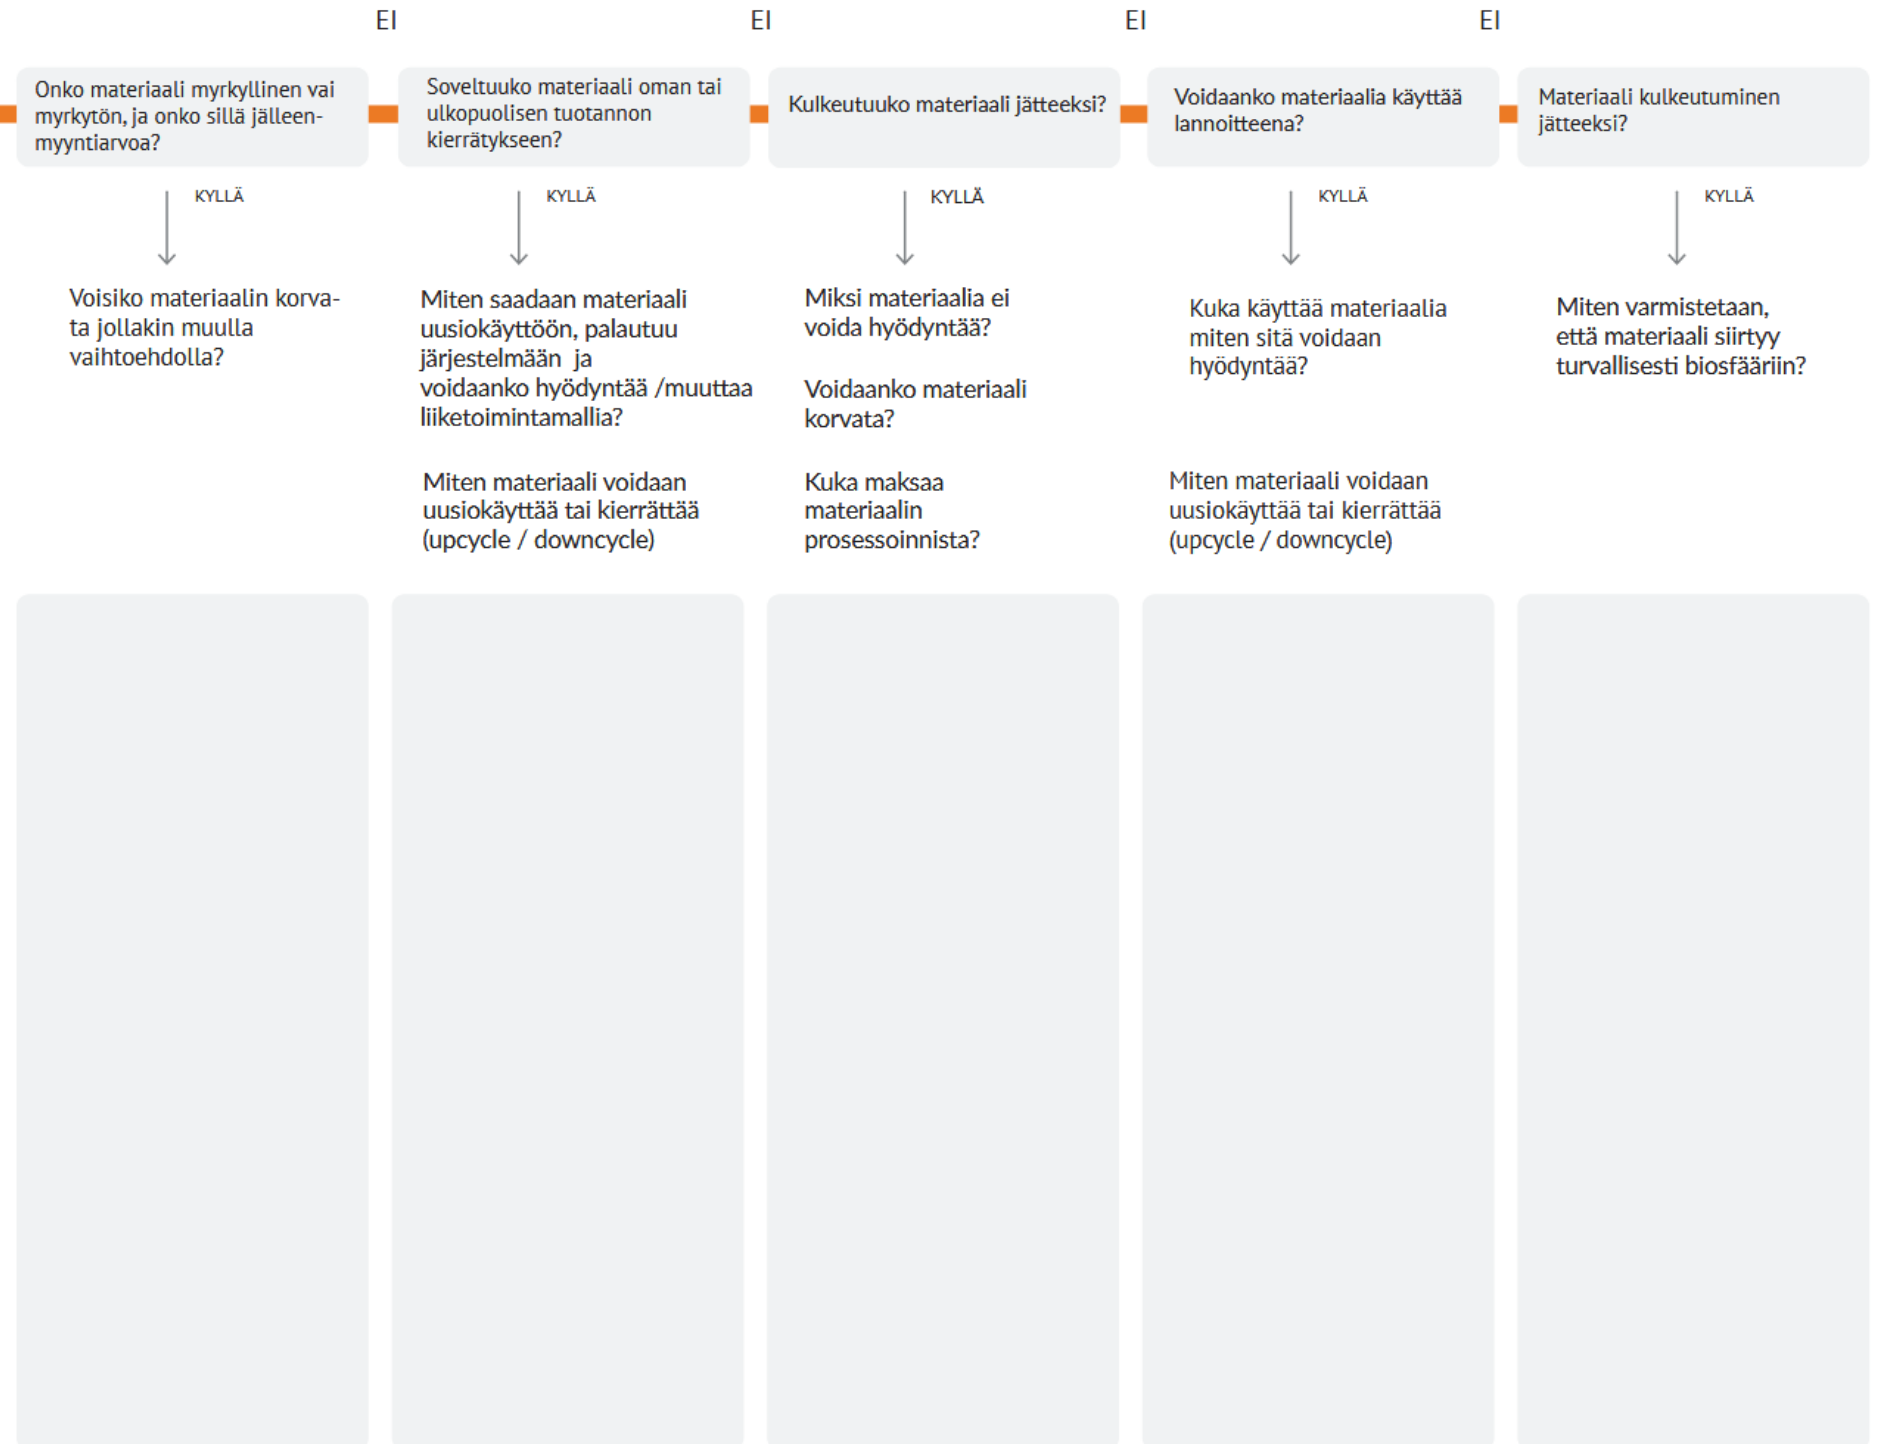 EI
EI
EI
EI
Onko materiaali myrkyllinen vai
myrkytön, ja onko sillä jälleen-
myyntiarvoa?
Soveltuuko materiaali oman tai
ulkopuolisen tuotannon
kierrätykseen?
Kulkeutuuko materiaali jätteeksi?
Voidaanko materiaalia käyttää
lannoitteena?
Materiaali kulkeutuminen
jätteeksi?
KYLLÄ
KYLLÄ
KYLLÄ
KYLLÄ
KYLLÄ
Voisiko materiaalin korva-
ta jollakin muulla
vaihtoehdolla?
Miten saadaan materiaali
uusiokäyttöön, palautuu
järjestelmään ja
voidaanko hyödyntää /muuttaa
liiketoimintamallia?
Miten materiaali voidaan
uusiokäyttää tai kierrättää
(upcycle / downcycle)
Miksi materiaalia ei
voida hyödyntää?
Voidaanko materiaali
korvata?
Kuka maksaa
materiaalin
prosessoinnista?
Kuka käyttää materiaalia
miten sitä voidaan
hyödyntää?
Miten materiaali voidaan
uusiokäyttää tai kierrättää
(upcycle / downcycle)
Miten varmistetaan,
että materiaali siirtyy
turvallisesti biosfääriin?